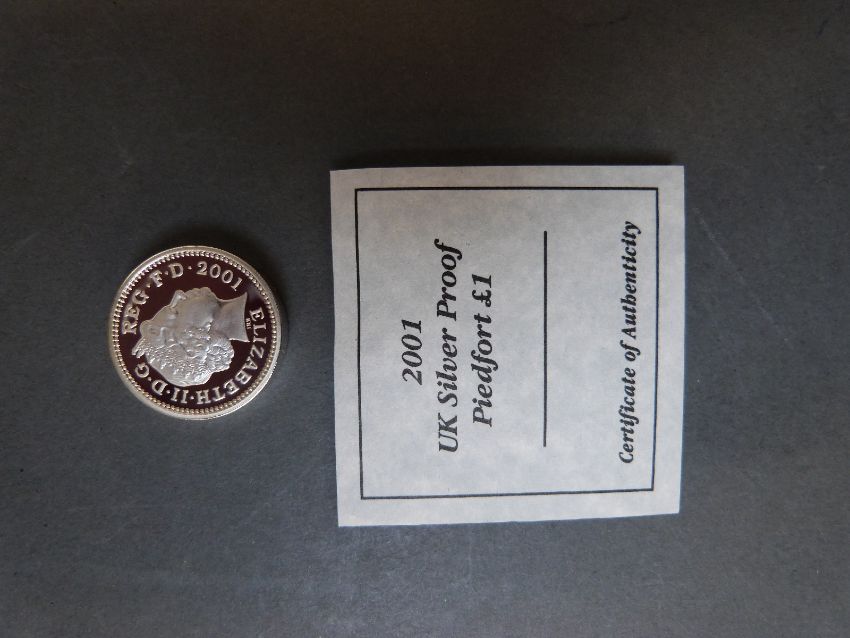 ELIZABETH·II·D·G
REG·F·D·2001
2001
UK Silver Proof
Piedfort £1
Certificate of Authenticity